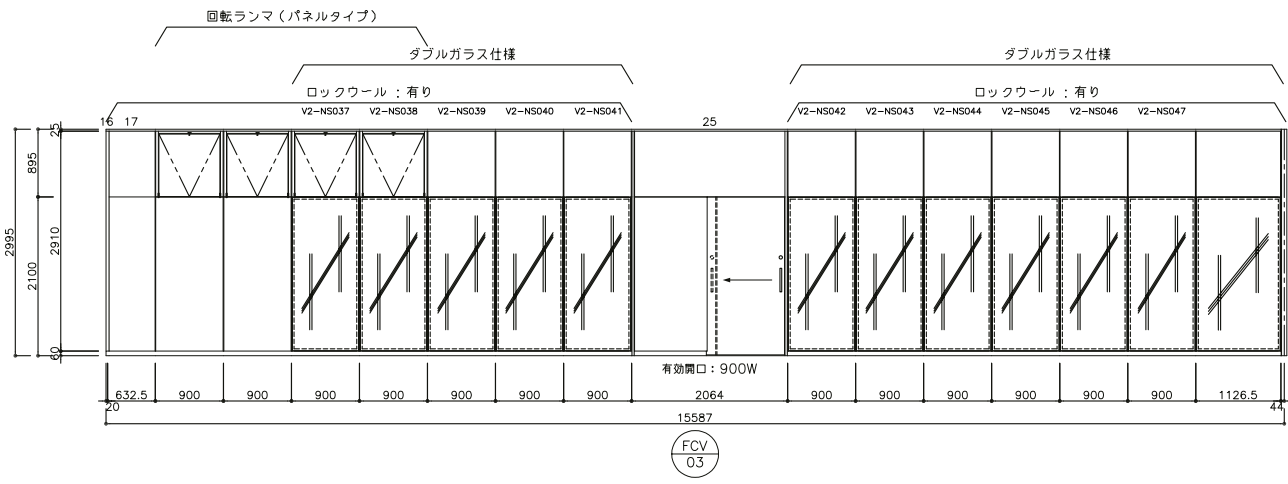 回転ランマ（パネルタイプ）
ダブルガラス仕様
ダブルガラス仕様
ロックウール ：有り
ロックウール ：有り
V2-NS037 V2-NS038 V2-NS039 V2-NS040 V2-NS041
V2-NS042 V2-NS043 V2-NS044 V2-NS045 V2-NS046 V2-NS047
16 17
25
25
895
2995
2910
2100
60
有効開口：900W
632.5 900 900 900 900 900 900 900 2064 900 900 900 900 900 900 1126.5
20
44
15587
FCV
03